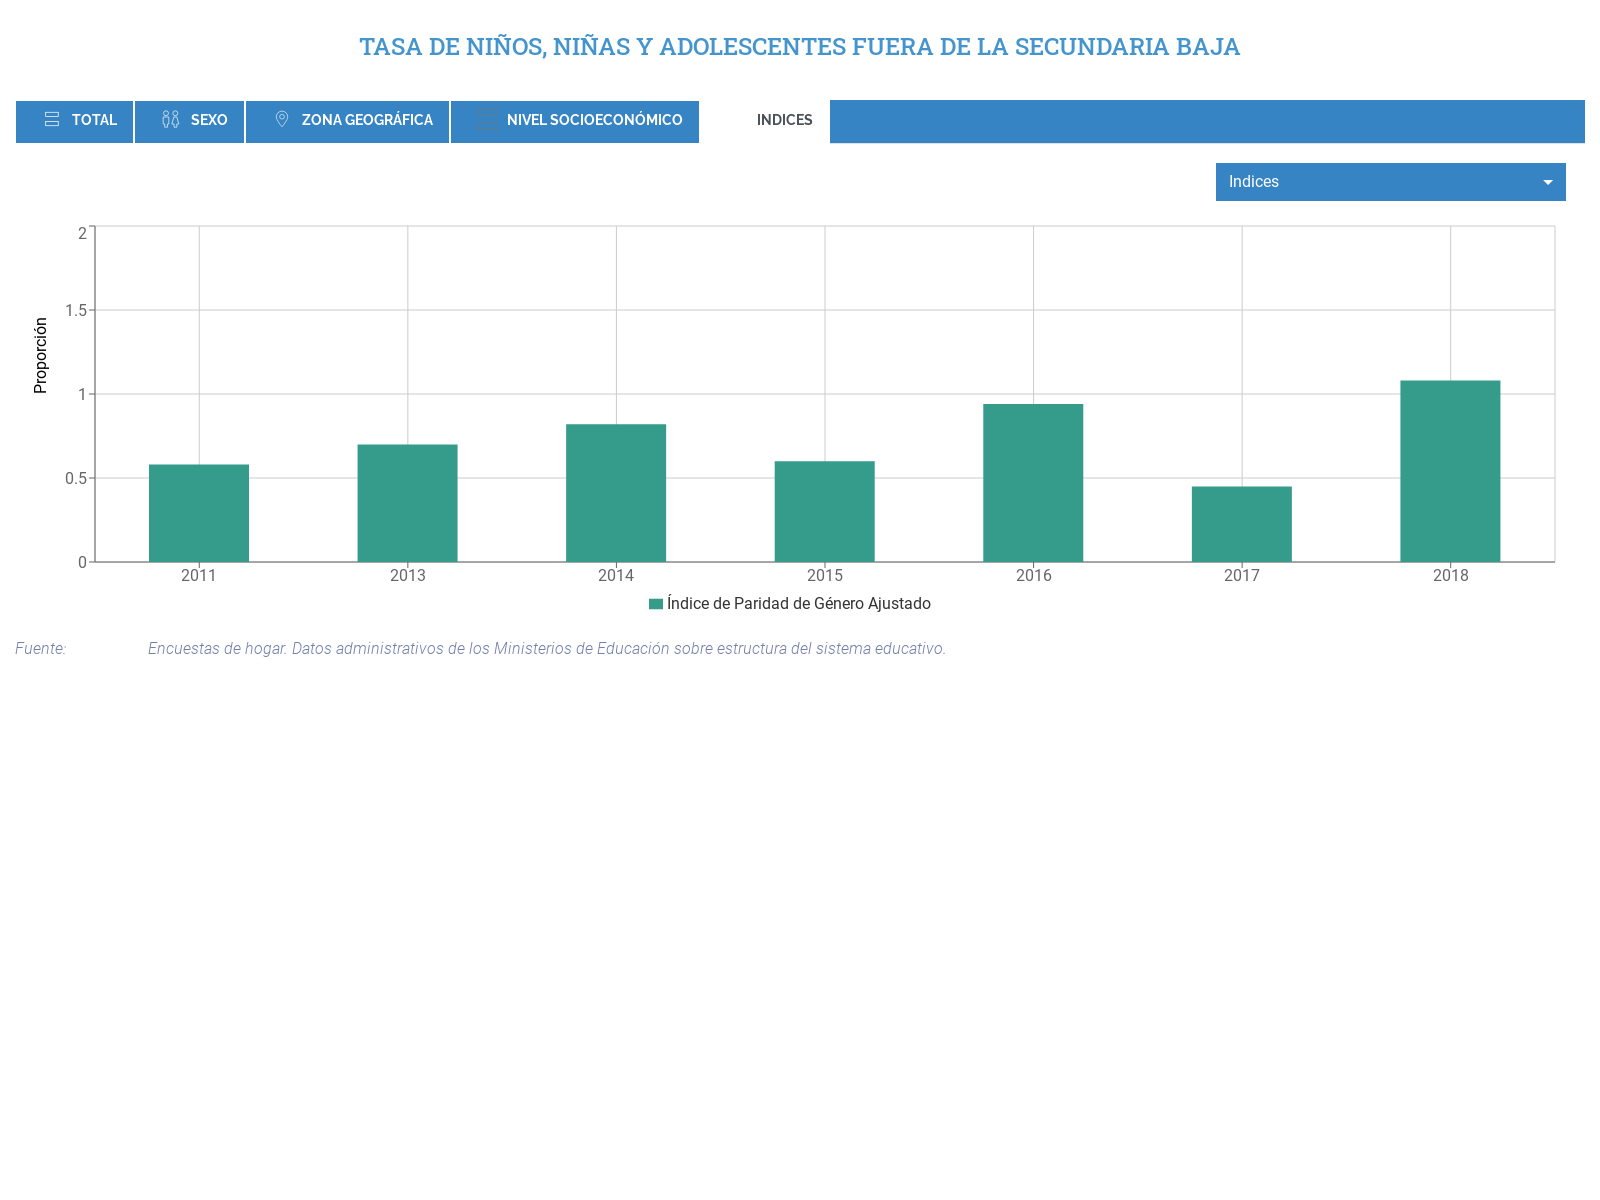 TASA DE NIÑOS, NIÑAS Y ADOLESCENTES FUERA DE LA SECUNDARIA BAJA
TOTAL SEXO ZONA GEOGRÁFICA NIVEL SOCIOECONÓMICO INDICES
Indices
2
1.5
1
0.5
0
Proporción
2011 2013 2014 2015 2016 2017 2018
Índice de Paridad de Género Ajustado
Fuente: Encuestas de hogar. Datos administrativos de los Ministerios de Educación sobre estructura del sistema educativo.